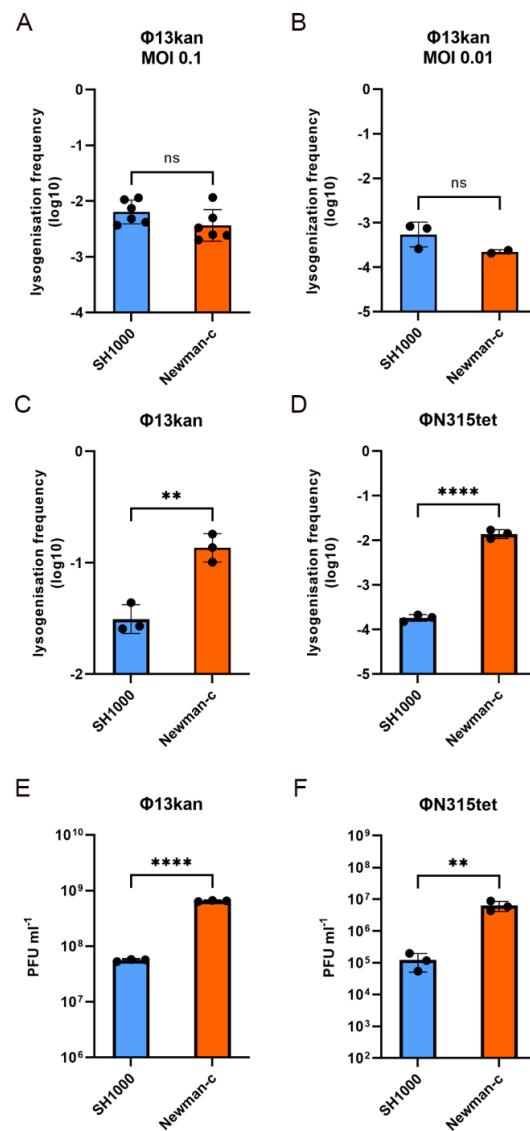 A
Φ13kan
MOI 0.1
lysogenisation frequency
(log10)
0
-1
-2
-3
-4
ns
SH1000
Newman-c
B
Φ13kan
MOI 0.01
lysogenization frequency
(log10)
0
-1
-2
-3
-4
-5
ns
SH1000
Newman-c
C
Φ13kan
lysogenisation frequency
(log10)
0
-1
-2
**
SH1000
Newman-c
D
ΦN315tet
lysogenisation frequency
(log10)
0
-1
-2
-3
-4
-5
****
SH1000
Newman-c
E
Φ13kan
PFU ml⁻¹
10¹⁰
10⁹
10⁸
10⁷
10⁶
****
SH1000
Newman-c
F
ΦN315tet
PFU ml⁻¹
10⁹
10⁸
10⁷
10⁶
10⁵
10⁴
10³
10²
**
SH1000
Newman-c